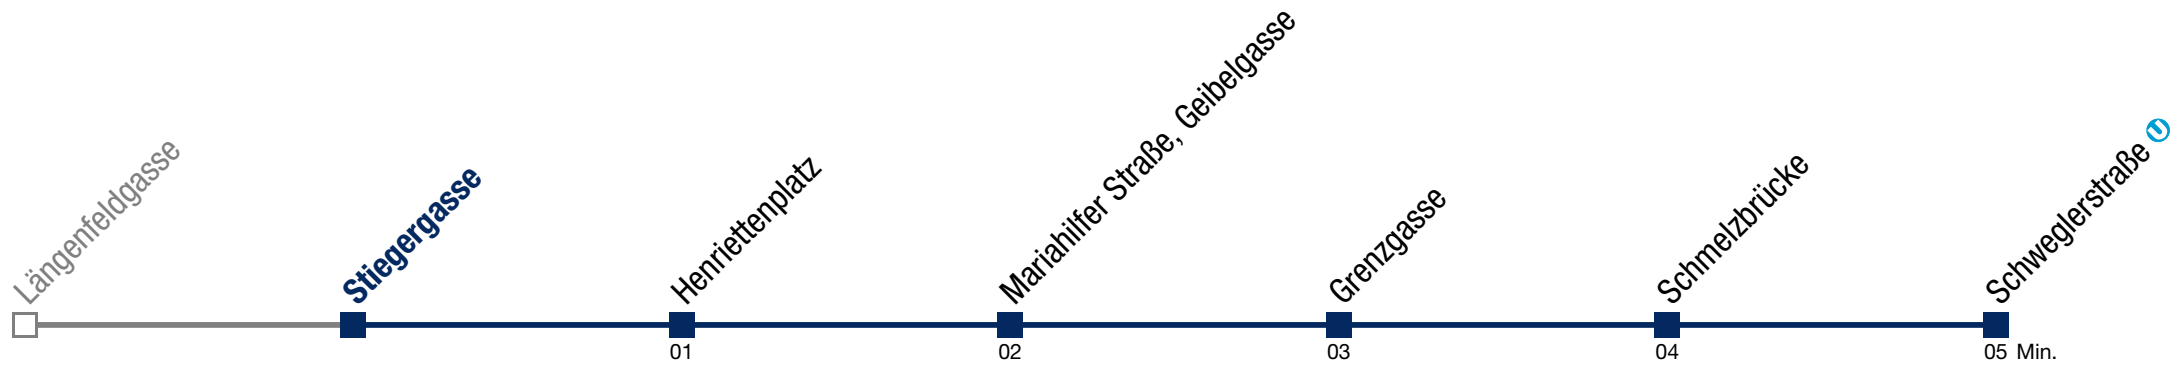 Längenfeldgasse
Stiegergasse
Henriettenplatz
Mariahilfer Straße, Geibelgasse
Grenzgasse
Schmelzbrücke
Schweglerstraße U
01
02
03
04
05 Min.